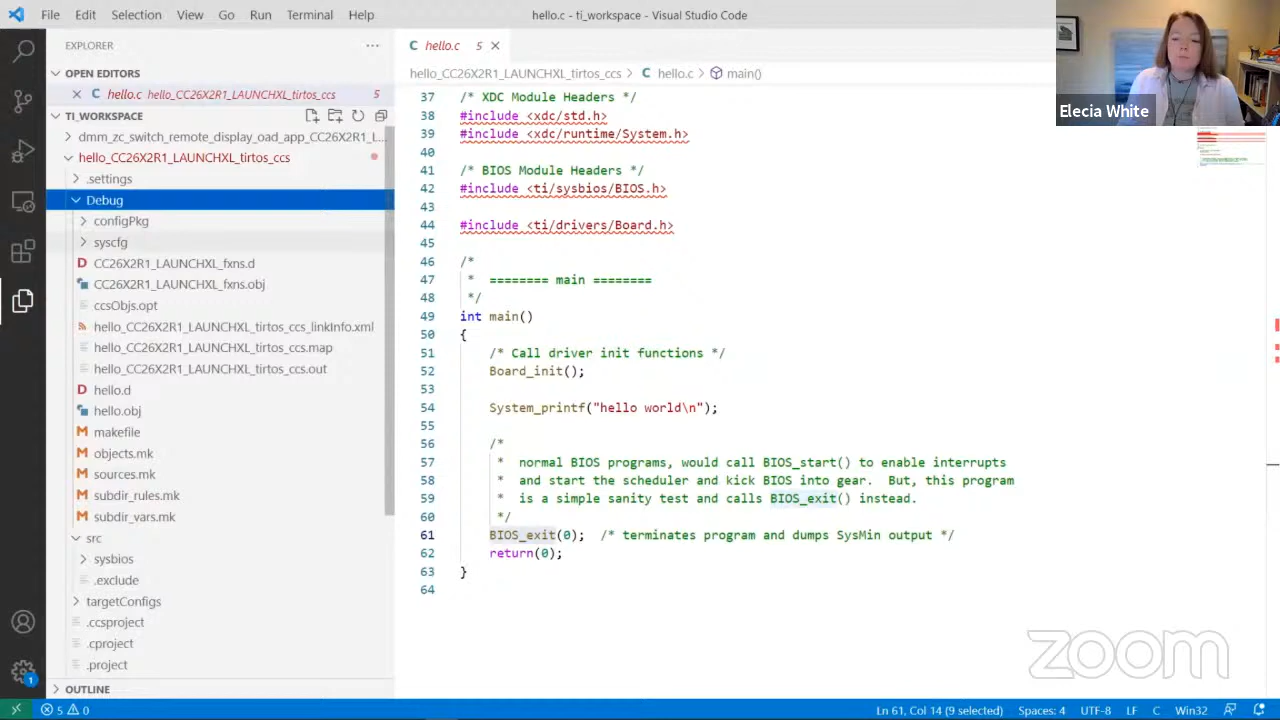 File Edit Selection View Go Run Terminal Help
hello.c - ti_workspace - Visual Studio Code
EXPLORER
OPEN EDITORS
hello.c hello_CC26X2R1_LAUNCHXL_tirtos_ccs 5
TI_WORKSPACE
dmm_zc_switch_remote_display_oad_app_CC26X2R1_L...
hello_CC26X2R1_LAUNCHXL_tirtos_ccs
.settings
Debug
configPkg
syscfg
CC26X2R1_LAUNCHXL_fxns.d
CC26X2R1_LAUNCHXL_fxns.obj
ccsObjs.opt
hello_CC26X2R1_LAUNCHXL_tirtos_ccs_linkInfo.xml
hello_CC26X2R1_LAUNCHXL_tirtos_ccs.map
hello_CC26X2R1_LAUNCHXL_tirtos_ccs.out
hello.d
hello.obj
makefile
objects.mk
sources.mk
subdir_rules.mk
subdir_vars.mk
src
sysbios
.exclude
targetConfigs
.ccsproject
.cproject
.project
OUTLINE
hello.c 5
hello_CC26X2R1_LAUNCHXL_tirtos_ccs > C hello.c > main()
37 /* XDC Module Headers */
38 #include <xdc/std.h>
39 #include <xdc/runtime/System.h>
40
41 /* BIOS Module Headers */
42 #include <ti/sysbios/BIOS.h>
43
44 #include <ti/drivers/Board.h>
45
46 /*
47 * ======== main ========
48 */
49 int main()
50 {
51 /* Call driver init functions */
52 Board_init();
53
54 System_printf("hello world\n");
55
56 /*
57 * normal BIOS programs, would call BIOS_start() to enable interrupts
58 * and start the scheduler and kick BIOS into gear. But, this program
59 * is a simple sanity test and calls BIOS_exit() instead.
60 */
61 BIOS_exit(0); /* terminates program and dumps SysMin output */
62 return(0);
63 }
64
Elecia White
zoom
5 0 Ln 61, Col 14 (9 selected) Spaces: 4 UTF-8 LF C Win32